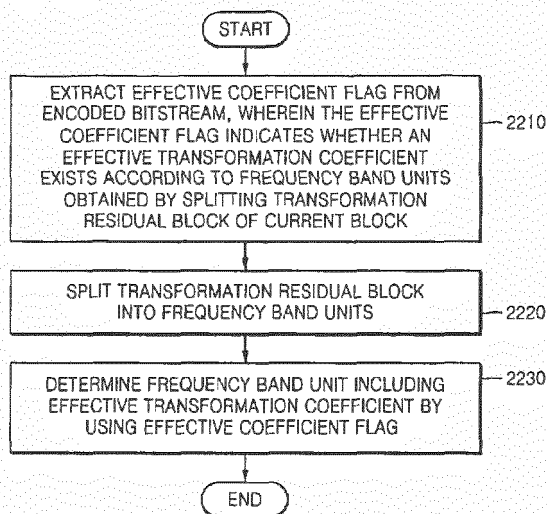 START
EXTRACT EFFECTIVE COEFFICIENT FLAG FROM
ENCODED BITSTREAM, WHEREIN THE EFFECTIVE
COEFFICIENT FLAG INDICATES WHETHER AN
EFFECTIVE TRANSFORMATION COEFFICIENT
EXISTS ACCORDING TO FREQUENCY BAND UNITS
OBTAINED BY SPLITTING TRANSFORMATION
RESIDUAL BLOCK OF CURRENT BLOCK
2210
SPLIT TRANSFORMATION RESIDUAL BLOCK
INTO FREQUENCY BAND UNITS
2220
DETERMINE FREQUENCY BAND UNIT INCLUDING
EFFECTIVE TRANSFORMATION COEFFICIENT BY
USING EFFECTIVE COEFFICIENT FLAG
2230
END